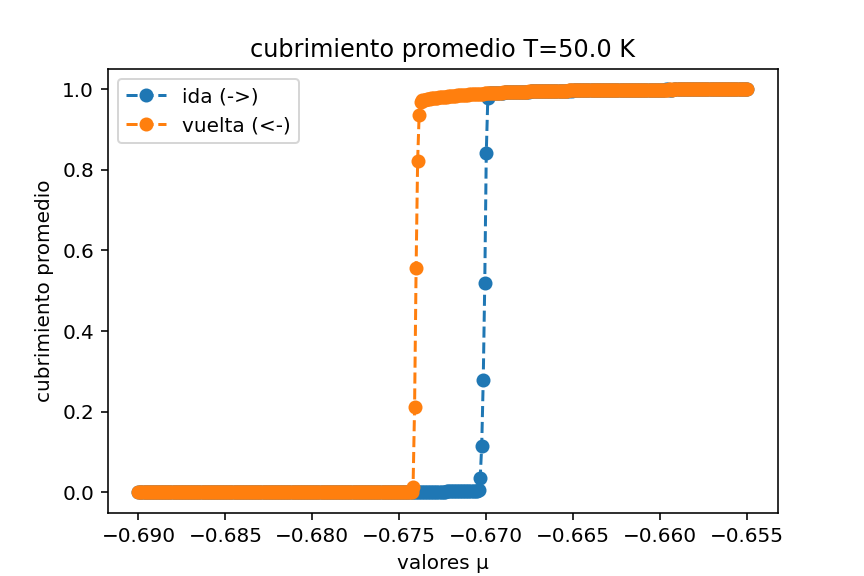 cubrimiento promedio T=50.0 K
ida (->)
vuelta (<-)
cubrimiento promedio
1.0
0.8
0.6
0.4
0.2
0.0
−0.690 −0.685 −0.680 −0.675 −0.670 −0.665 −0.660 −0.655
valores μ